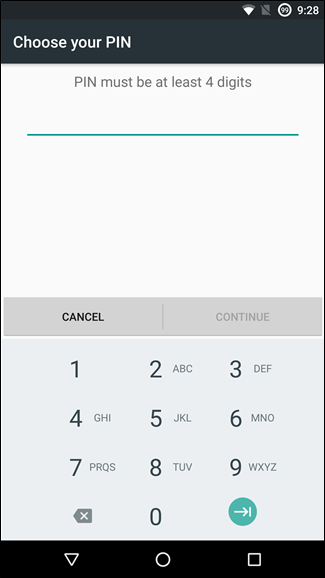 99 9:28
Choose your PIN
PIN must be at least 4 digits
CANCEL CONTINUE
1 2 ABC 3 DEF
4 GHI 5 JKL 6 MNO
7 PRQS 8 TUV 9 WXYZ
0